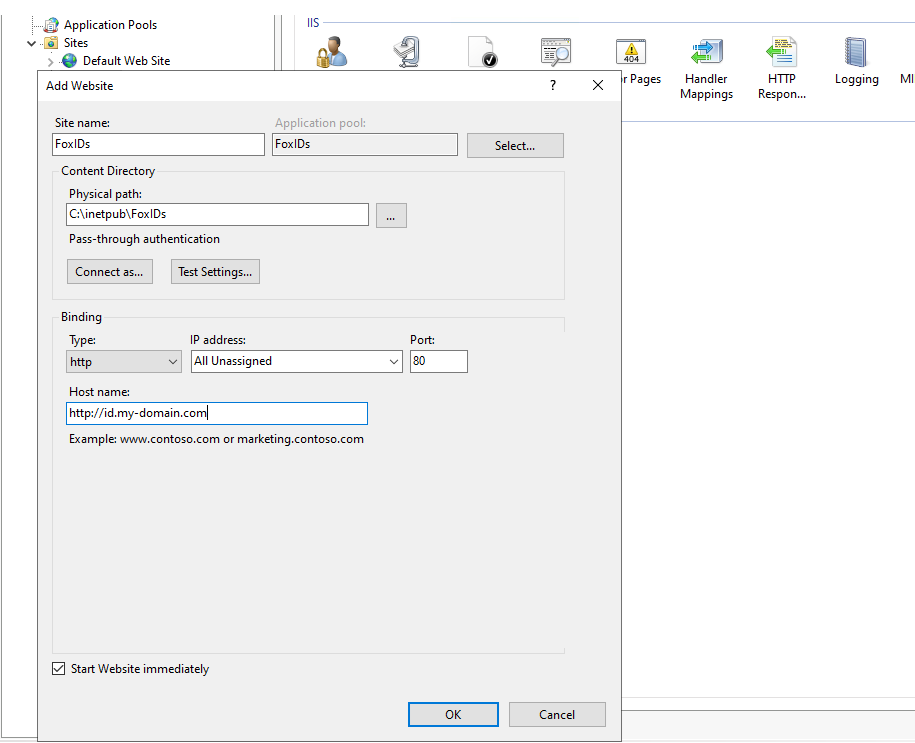 Application Pools
Sites
Default Web Site
IIS
404
r Pages
Handler
Mappings
HTTP
Respon...
Logging
MI
Add Website
?
Site name:
Application pool:
FoxIDs
FoxIDs
Select...
Content Directory
Physical path:
C:\inetpub\FoxIDs
...
Pass-through authentication
Connect as...
Test Settings...
Binding
Type:
IP address:
Port:
http
All Unassigned
80
Host name:
http://id.my-domain.com
Example: www.contoso.com or marketing.contoso.com
Start Website immediately
OK
Cancel